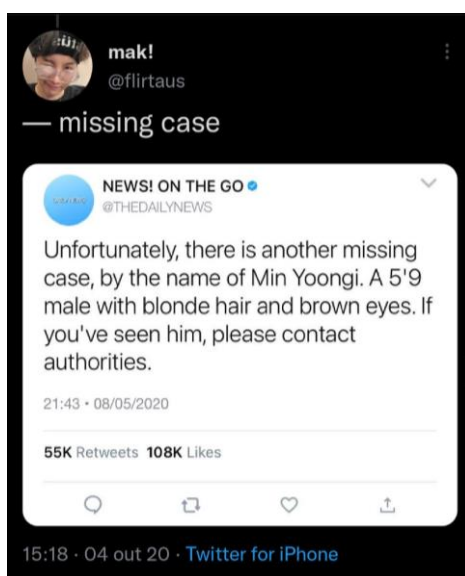 mak!
@flirtaus
— missing case
NEWS! ON THE GO
@THEDAILYNEWS
Unfortunately, there is another missing
case, by the name of Min Yoongi. A 5'9
male with blonde hair and brown eyes. If
you've seen him, please contact
authorities.
21:43 • 08/05/2020
55K Retweets 108K Likes
15:18 · 04 out 20 · Twitter for iPhone